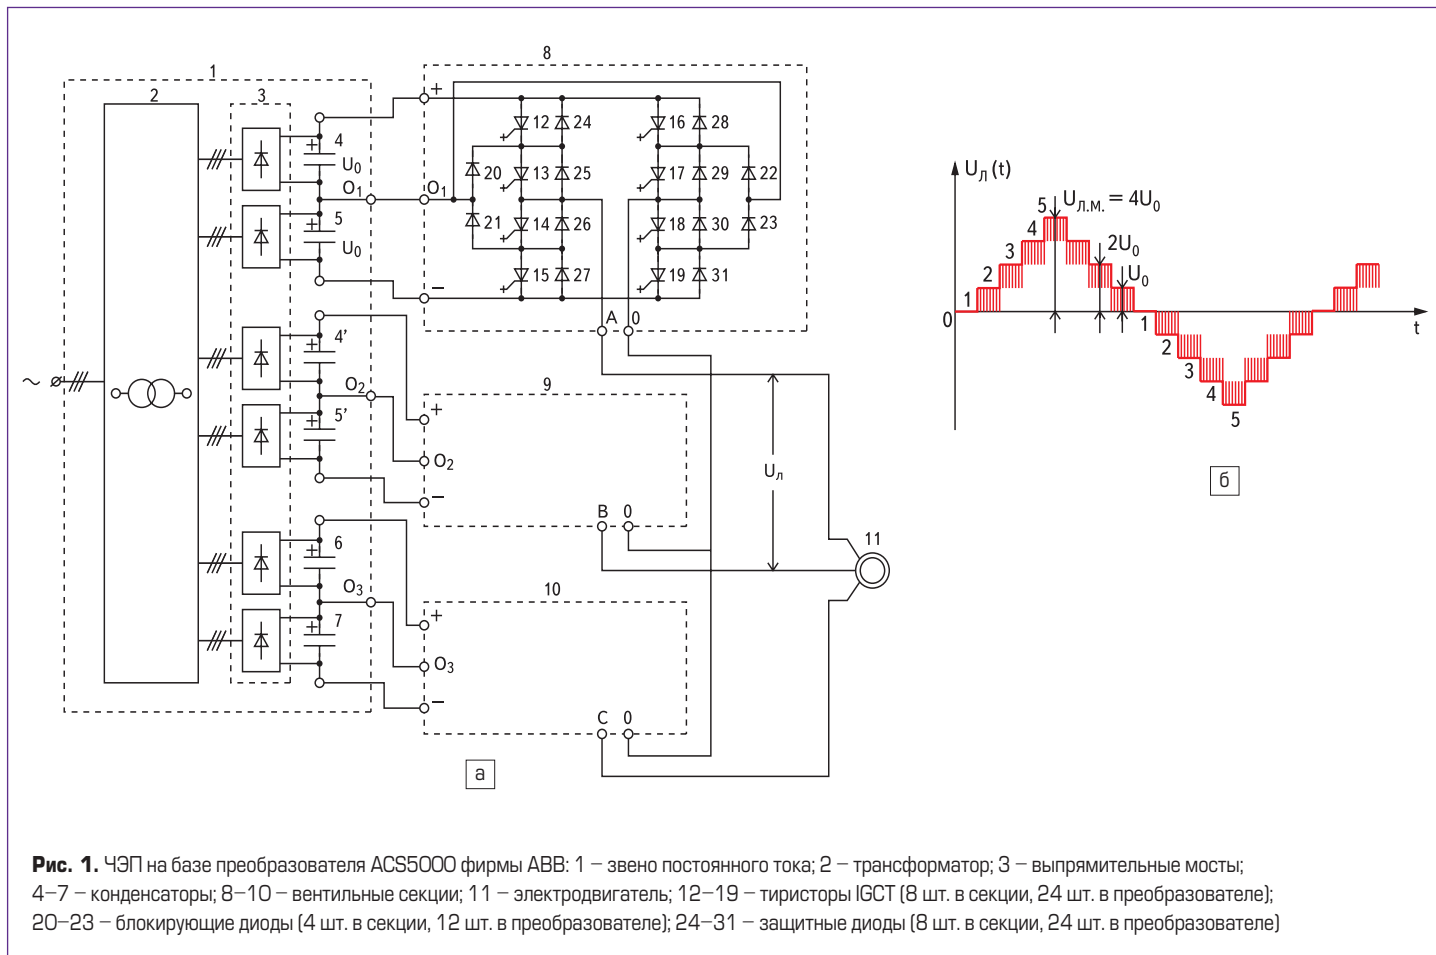 1
2
3
4
U₀
O₁
5
U₀
4'
O₂
5'
6
O₃
7
~
8
+
O₁
−
12
24
13
25
14
26
15
27
20
21
16
28
17
29
18
30
19
31
22
23
A
0
9
+
O₂
−
B
0
10
+
O₃
−
C
0
Uл
11
а
Uл (t)
5
Uл.м. = 4U₀
4
3
2U₀
2
U₀
1
0
1
t
2
3
4
5
б
Рис. 1. ЧЭП на базе преобразователя ACS5000 фирмы ABB: 1 – звено постоянного тока; 2 – трансформатор; 3 – выпрямительные мосты;
4–7 – конденсаторы; 8–10 – вентильные секции; 11 – электродвигатель; 12–19 – тиристоры IGCT (8 шт. в секции, 24 шт. в преобразователе);
20–23 – блокирующие диоды (4 шт. в секции, 12 шт. в преобразователе); 24–31 – защитные диоды (8 шт. в секции, 24 шт. в преобразователе)